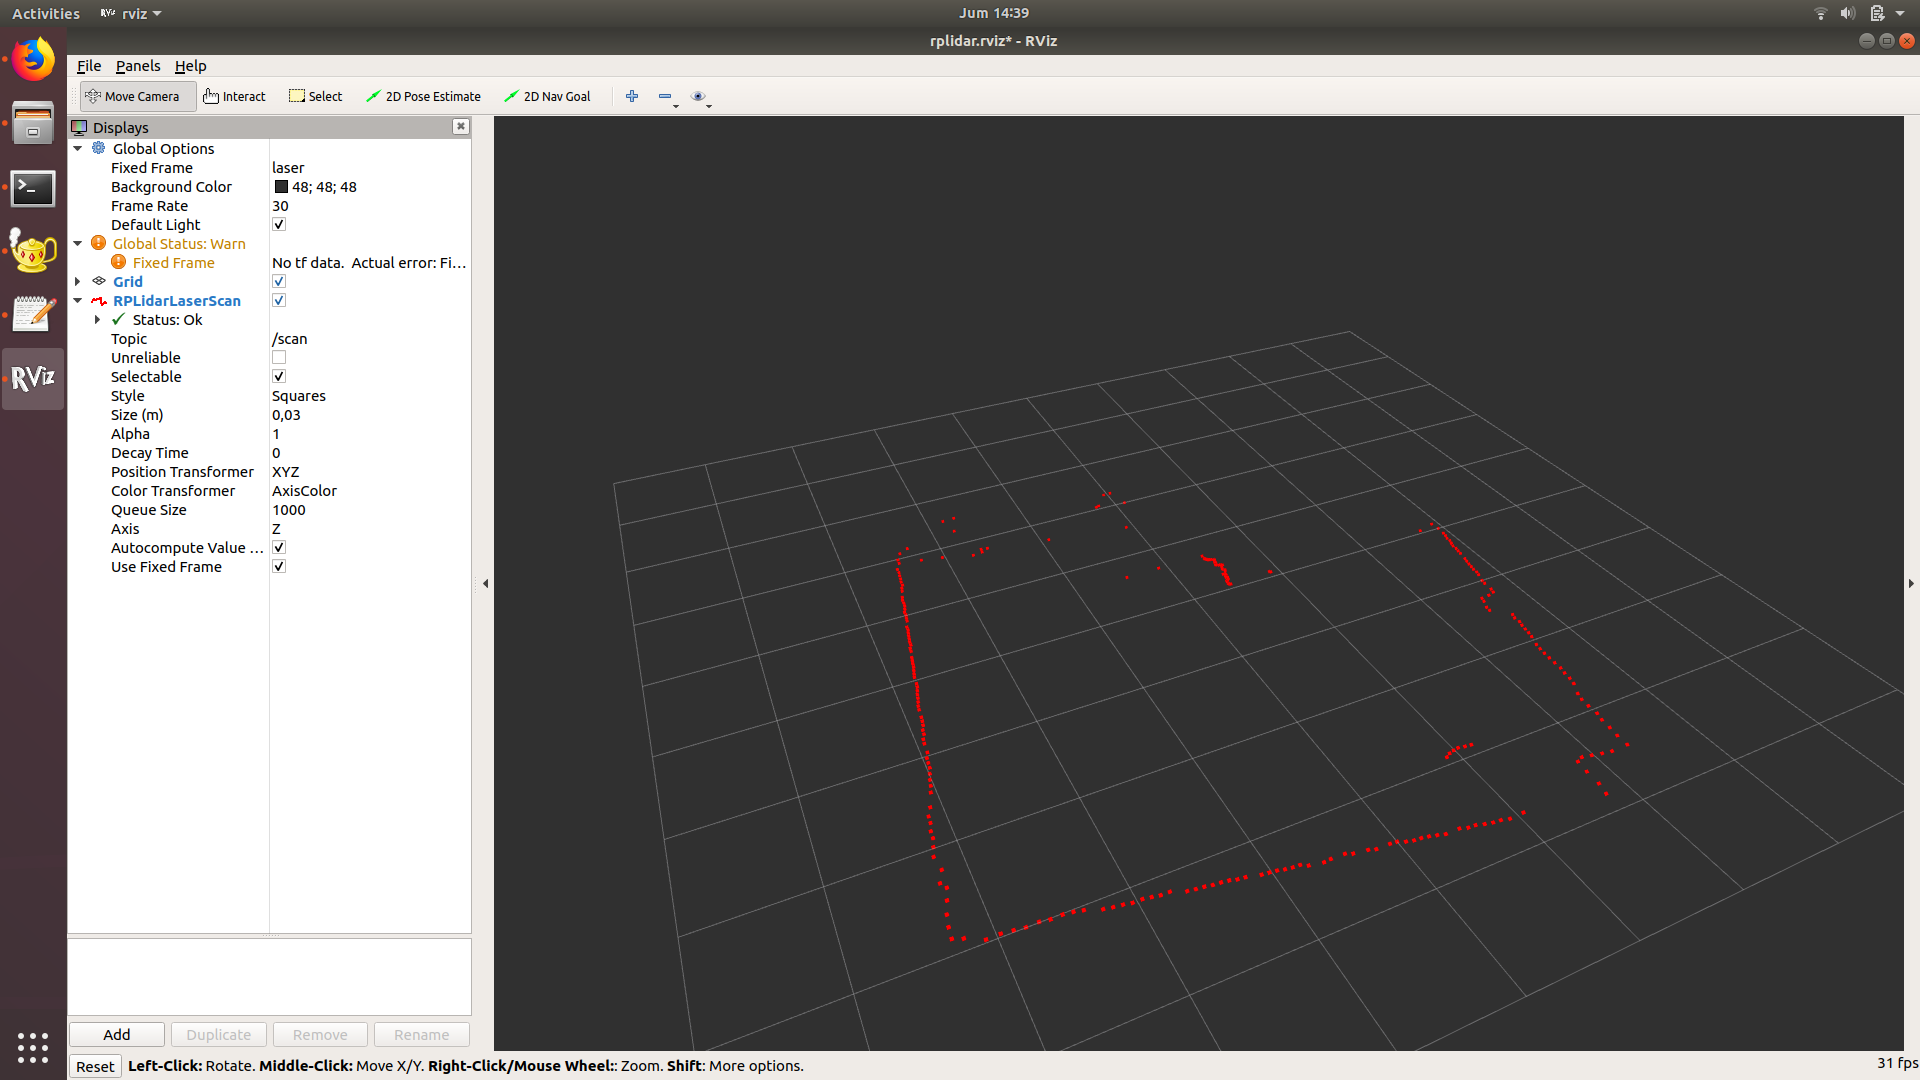 Activities
RViz rviz
Jum 14:39
rplidar.rviz* - RViz
File Panels Help
Move Camera Interact Select 2D Pose Estimate 2D Nav Goal
Displays
Global Options
Fixed Frame laser
Background Color 48; 48; 48
Frame Rate 30
Default Light
Global Status: Warn
Fixed Frame No tf data. Actual error: Fi...
Grid
RPLidarLaserScan
Status: Ok
Topic /scan
Unreliable
Selectable
Style Squares
Size (m) 0,03
Alpha 1
Decay Time 0
Position Transformer XYZ
Color Transformer AxisColor
Queue Size 1000
Axis Z
Autocompute Value ...
Use Fixed Frame
RViz
Add Duplicate Remove Rename
Reset Left-Click: Rotate. Middle-Click: Move X/Y. Right-Click/Mouse Wheel:: Zoom. Shift: More options.
31 fps